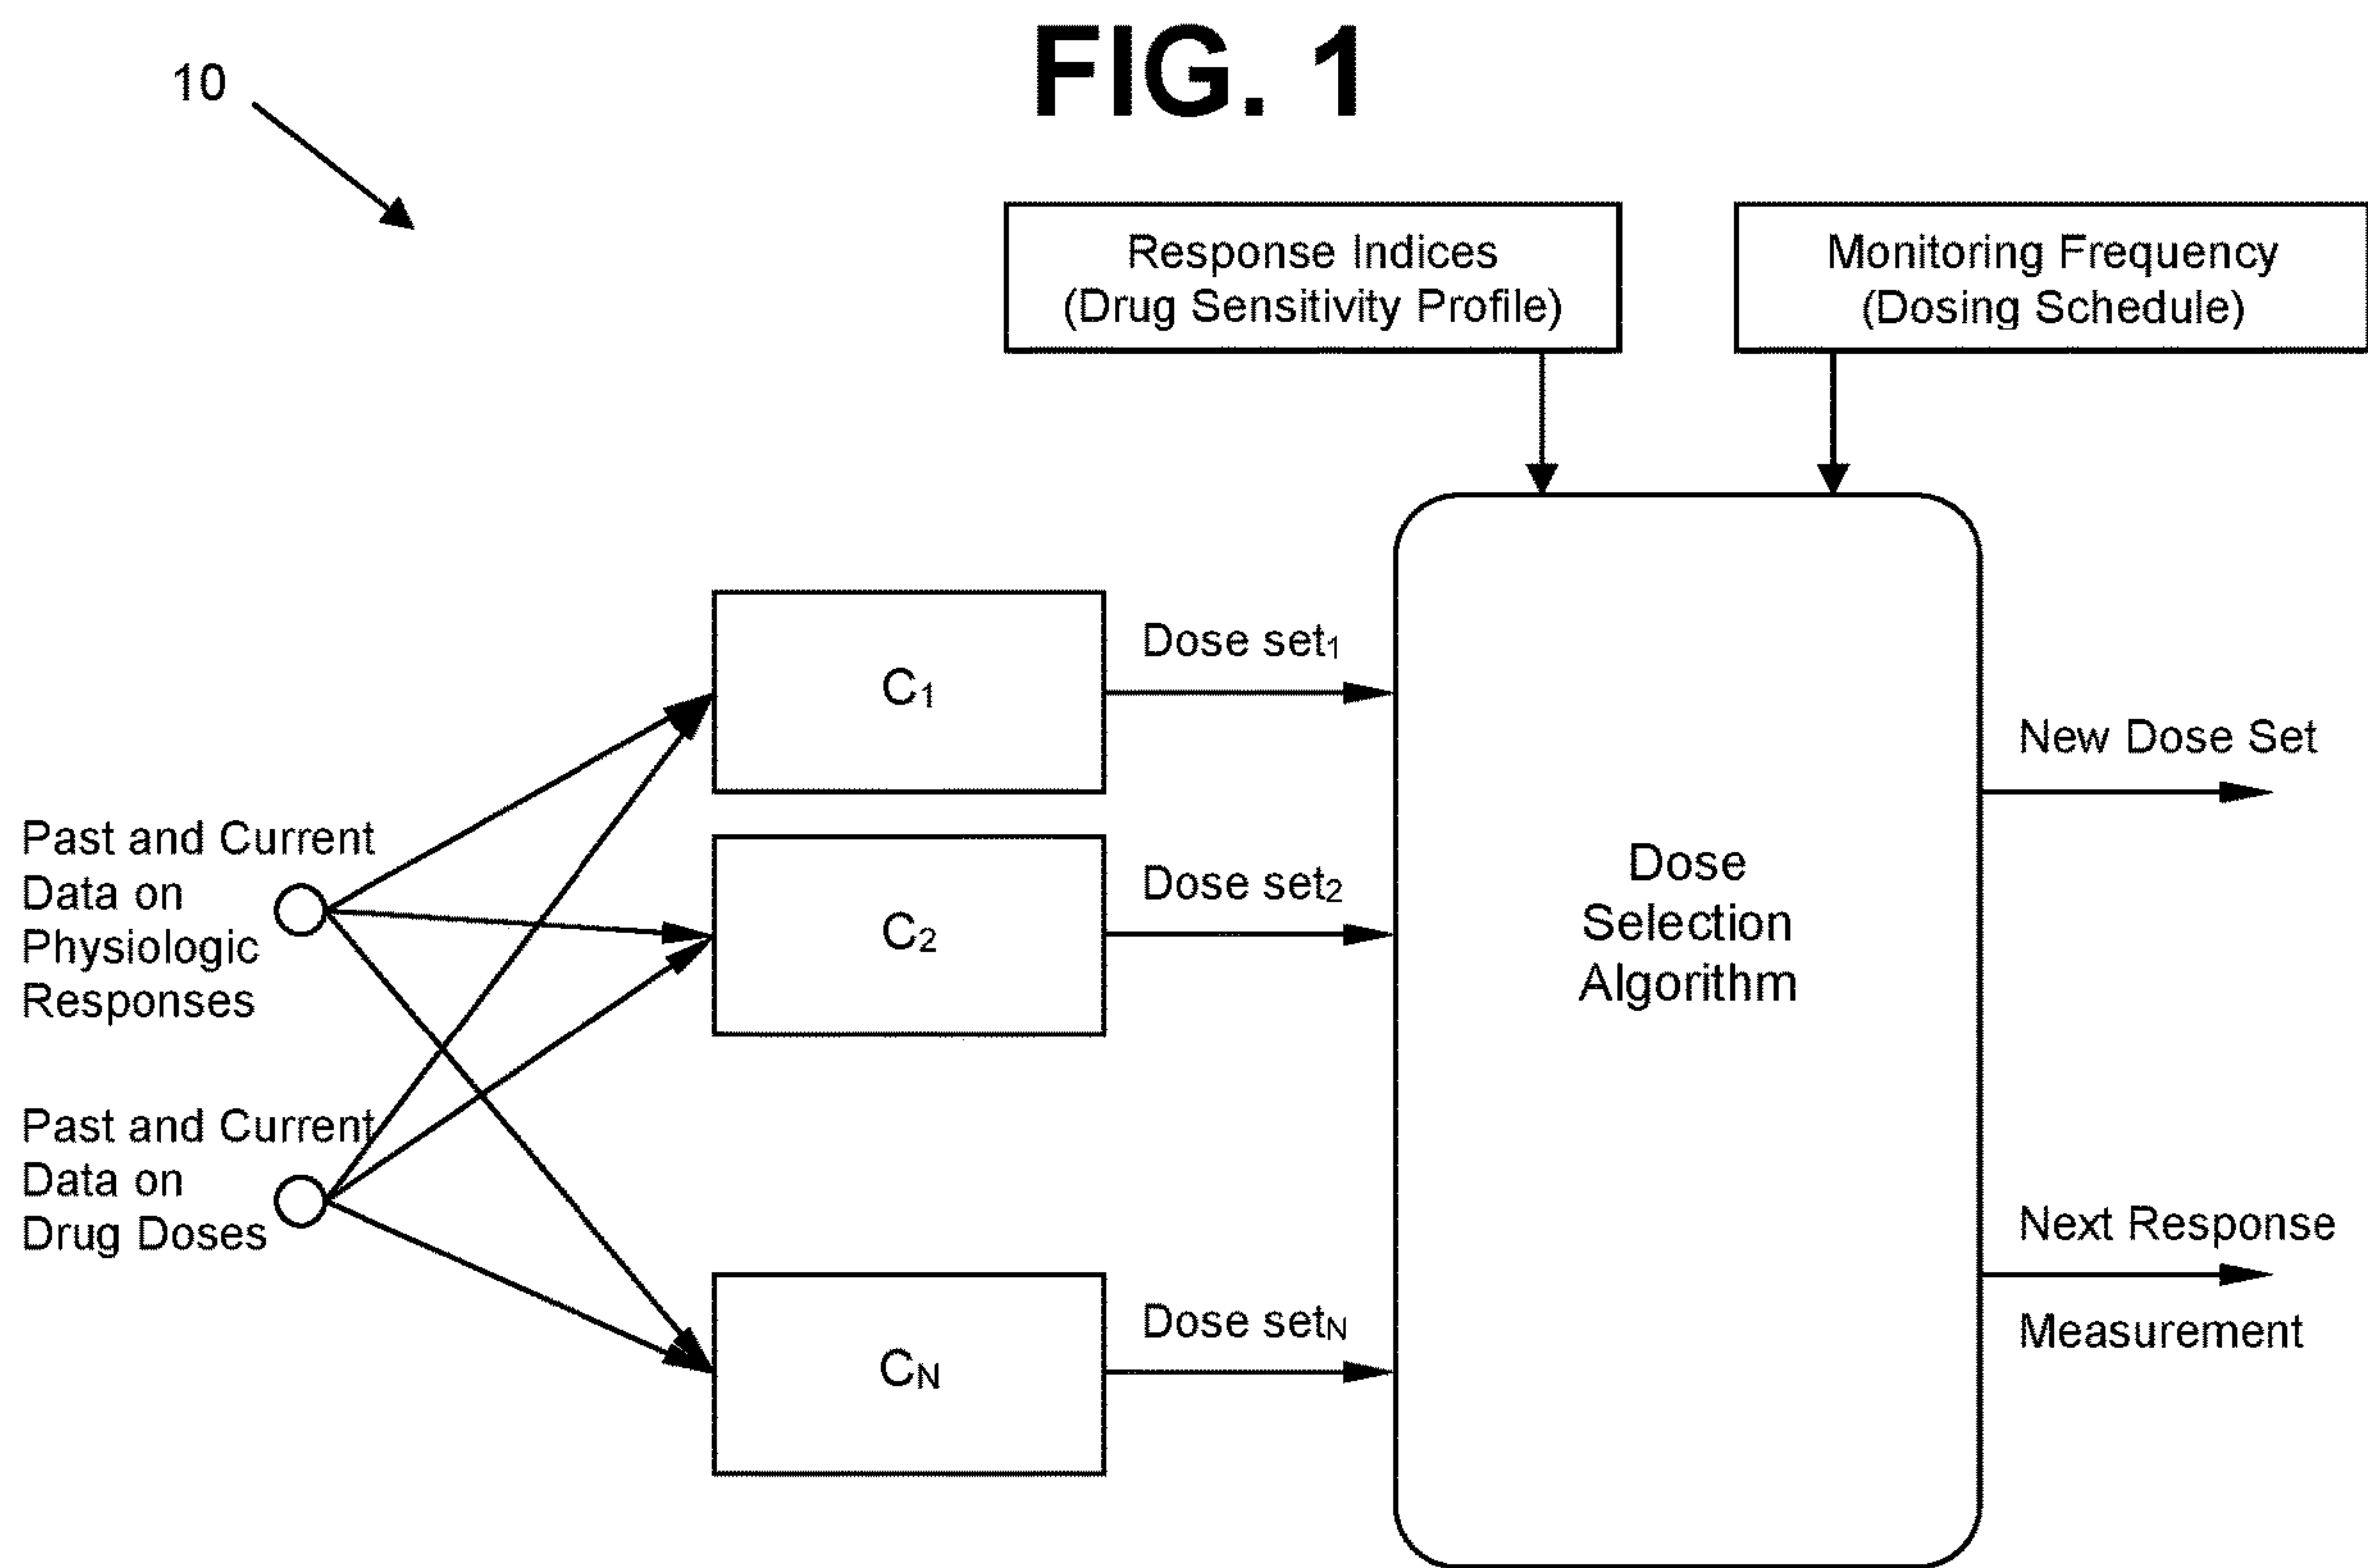 FIG. 1
10
Response Indices
(Drug Sensitivity Profile)
Monitoring Frequency
(Dosing Schedule)
C₁
Dose set₁
C₂
Dose set₂
C_N
Dose set_N
Past and Current
Data on
Physiologic
Responses
Past and Current
Data on
Drug Doses
Dose
Selection
Algorithm
New Dose Set
Next Response
Measurement